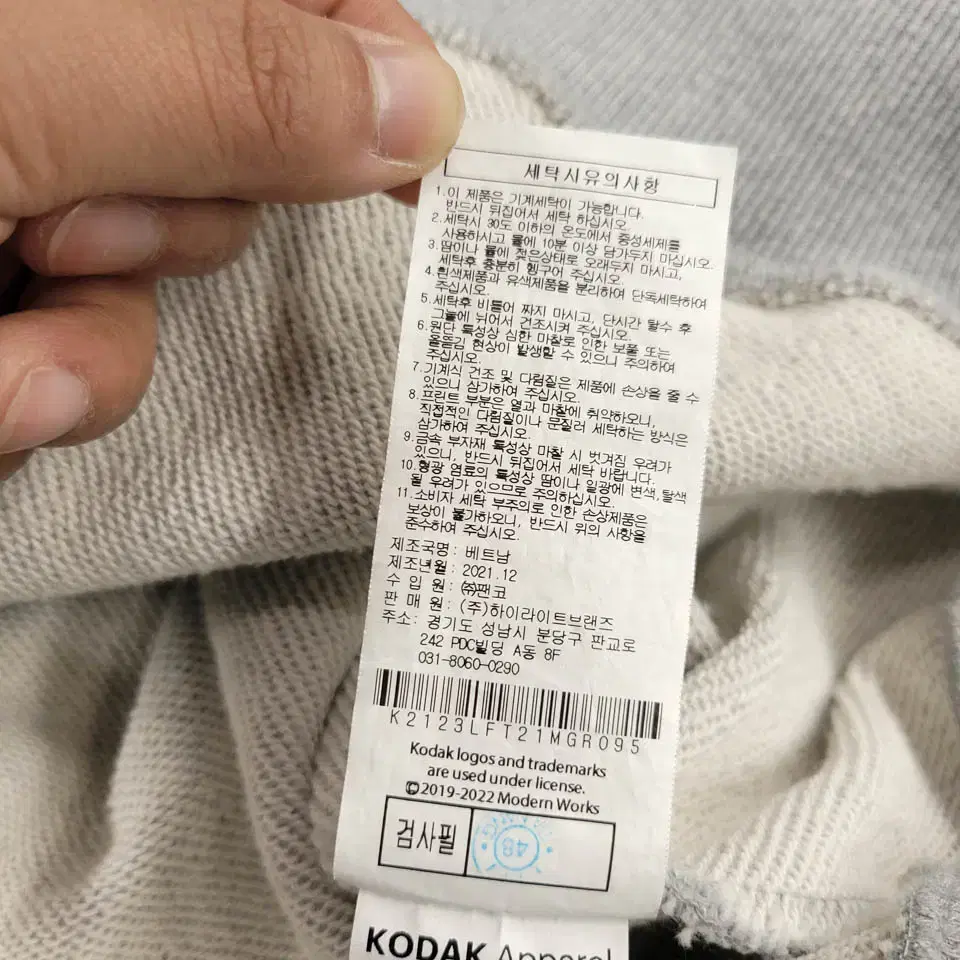 세탁시유의사항
1.이 제품은 기계세탁이 가능합니다.
반드시 뒤집어서 세탁 하십시오.
2.세탁시 30도 이하의 온도에서 중성세제를
사용하시고 물에 10분 이상 담가두지 마십시오.
3.땀이나 물에 젖은상태로 오래두지 마시고,
세탁후 충분히 헹구어 주십시오.
4.흰색제품과 유색제품을 분리하여 단독세탁하여
주십시오.
5.세탁후 비틀어 짜지 마시고, 단시간 탈수 후
그늘에 뉘어서 건조시켜 주십시오.
6.원단 특성상 심한 마찰로 인한 보풀 또는
올뜯김 현상이 발생할 수 있으니 주의하여
주십시오.
7.기계식 건조 및 다림질은 제품에 손상을 줄 수
있으니 삼가하여 주십시오.
8.프린트 부분은 열과 마찰에 취약하오니,
직접적인 다림질이나 문질러 세탁하는 방식은
삼가하여 주십시오.
9.금속 부자재 특성상 마찰 시 벗겨짐 우려가
있으니, 반드시 뒤집어서 세탁 바랍니다.
10.형광 염료의 특성상 땀이나 일광에 변색,탈색
될 우려가 있으므로 주의하십시오.
11.소비자 세탁 부주의로 인한 손상제품은
보상이 불가하오니, 반드시 위의 사항을
준수하여 주십시오.
제조국명: 베트남
제조년월: 2021.12
수 입 원: ㈜팬코
판 매 원: (주)하이라이트브랜즈
주소: 경기도 성남시 분당구 판교로
242 PDC빌딩 A동 8F
031-8060-0290
K2123LFT21MGR095
Kodak logos and trademarks
are used under license.
©2019-2022 Modern Works
검사필
48
KODAK Apparel